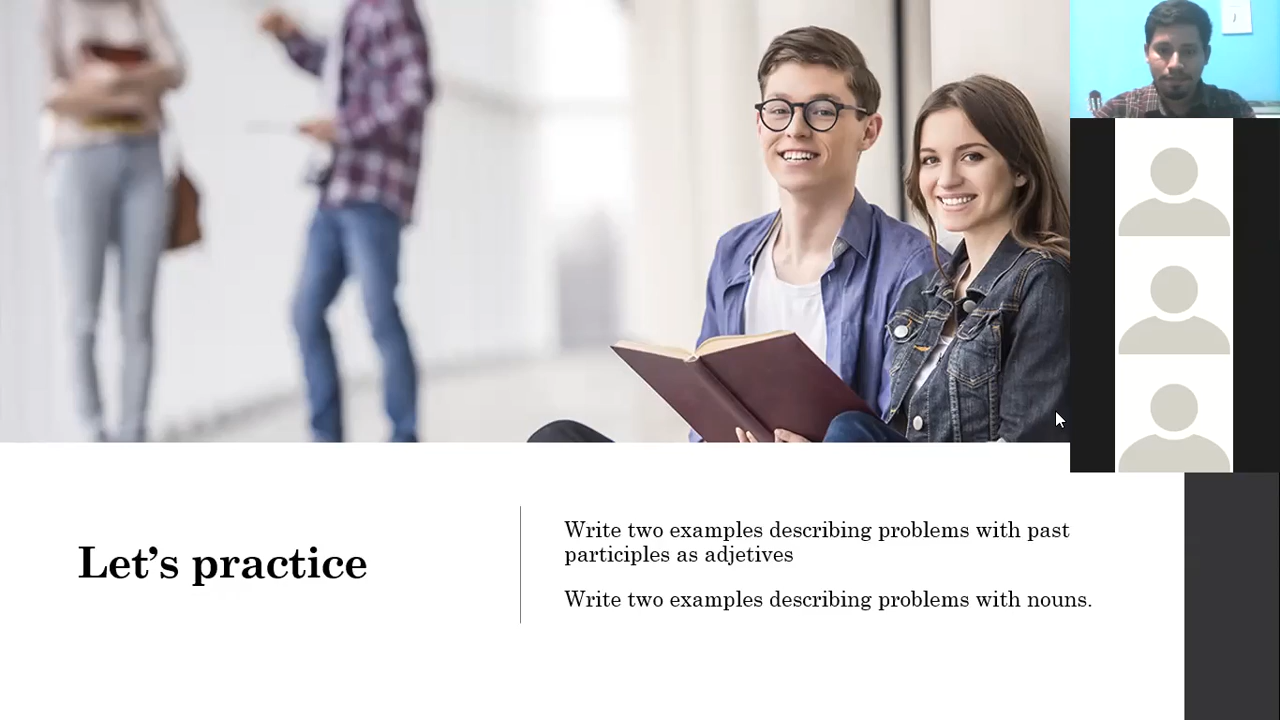 Let's practice
Write two examples describing problems with past
participles as adjetives
Write two examples describing problems with nouns.